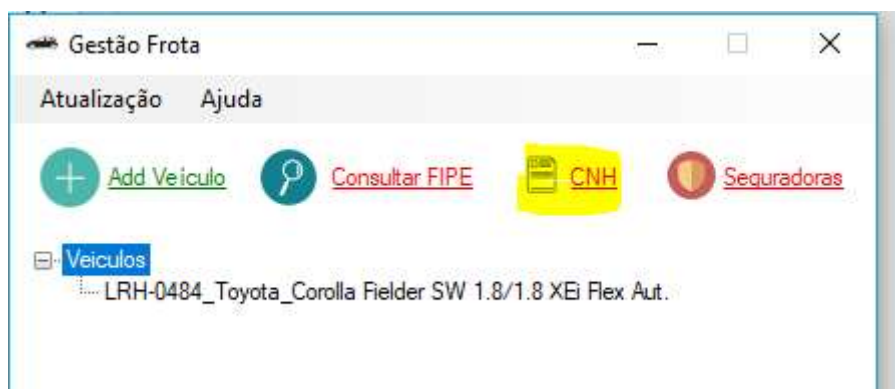 Gestão Frota
Atualização Ajuda
Add Veículo Consultar FIPE CNH Seguradoras
Veiculos
LRH-0484_Toyota_Corolla Fielder SW 1.8/1.8 XEi Flex Aut.